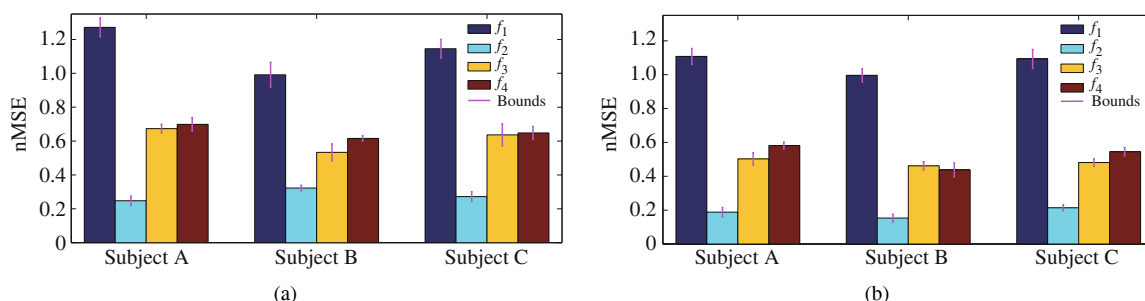 nMSE
1.2
1.0
0.8
0.6
0.4
0.2
0
f1
f2
f3
f4
Bounds
Subject A
Subject B
Subject C
(a)
nMSE
1.2
1.0
0.8
0.6
0.4
0.2
0
f1
f2
f3
f4
Bounds
Subject A
Subject B
Subject C
(b)